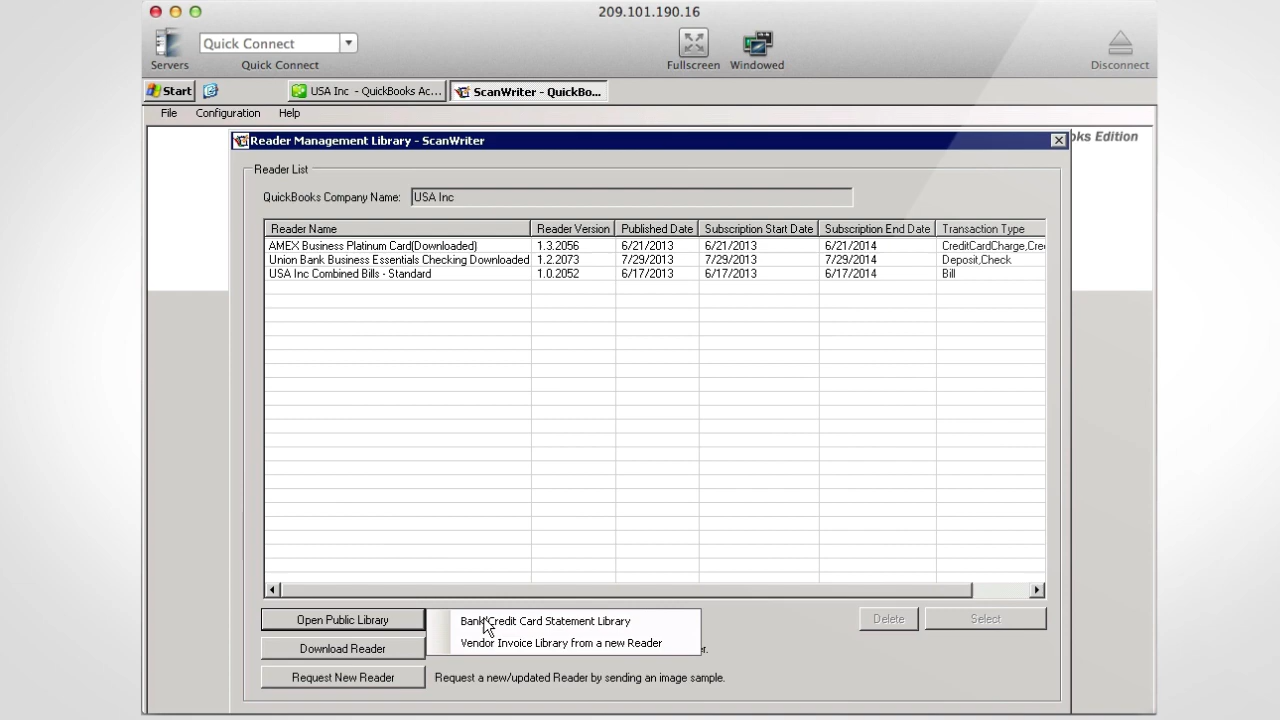 209.101.190.16
Quick Connect
Servers
Quick Connect
Fullscreen
Windowed
Disconnect
Start
USA Inc - QuickBooks Ac...
ScanWriter - QuickBo...
File Configuration Help
oks Edition
Reader Management Library - ScanWriter
Reader List
QuickBooks Company Name: USA Inc
Reader Name Reader Version Published Date Subscription Start Date Subscription End Date Transaction Type
AMEX Business Platinum Card(Downloaded) 1.3.2056 6/21/2013 6/21/2013 6/21/2014 CreditCardCharge,Cre
Union Bank Business Essentials Checking Downloaded 1.2.2073 7/29/2013 7/29/2013 7/29/2014 Deposit,Check
USA Inc Combined Bills - Standard 1.0.2052 6/17/2013 6/17/2013 6/17/2014 Bill
Open Public Library
Bank/Credit Card Statement Library
Delete
Select
Vendor Invoice Library from a new Reader
Download Reader
r.
Request New Reader
Request a new/updated Reader by sending an image sample.